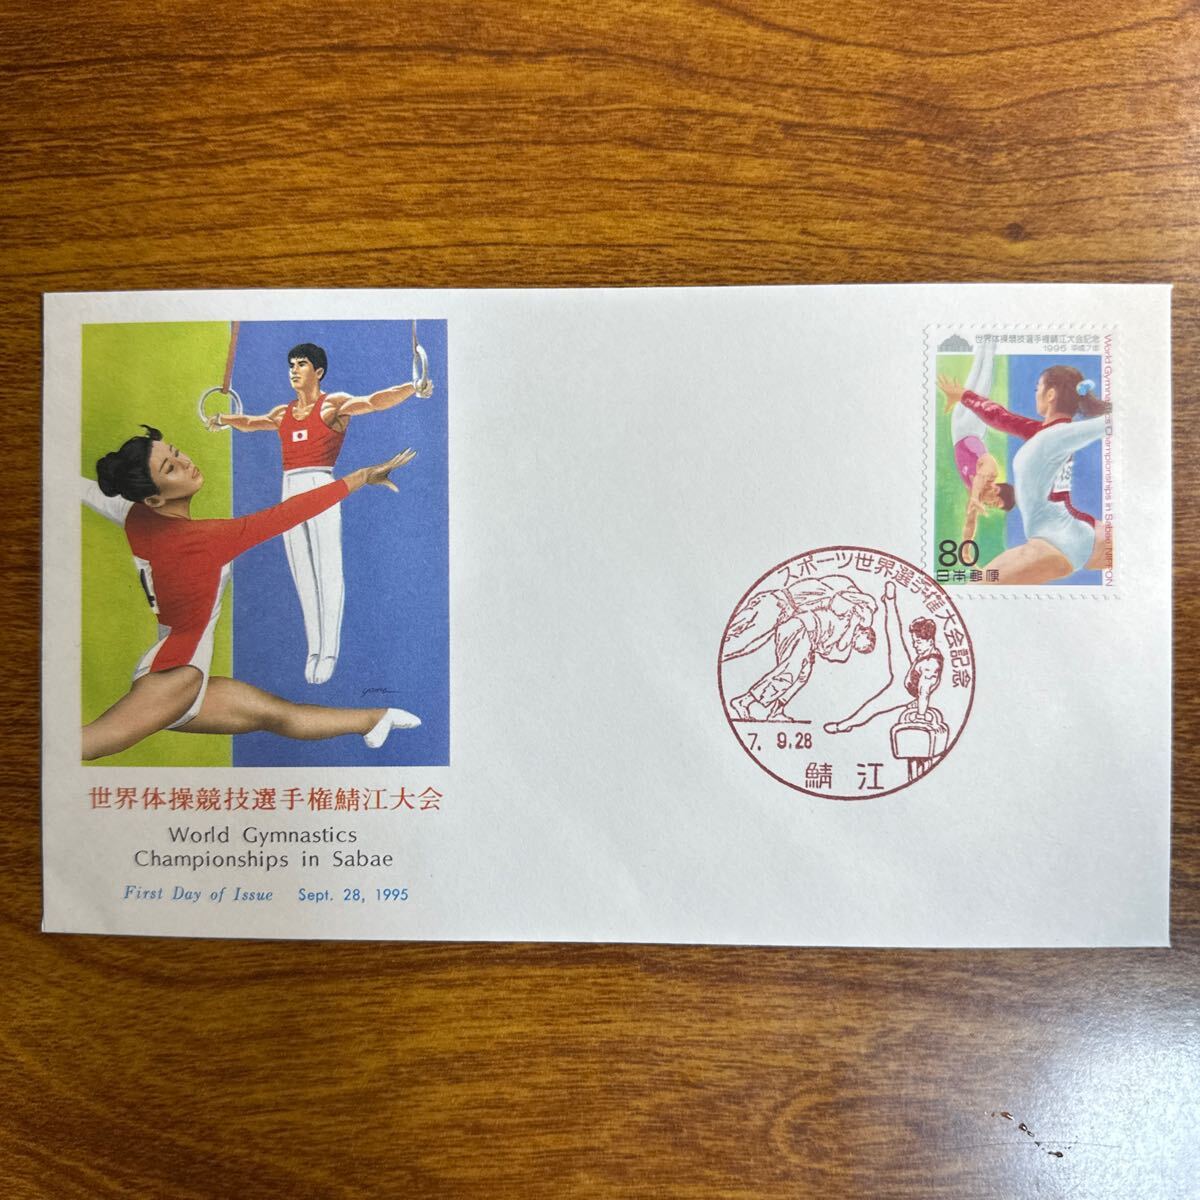 世界体操競技選手権鯖江大会
World Gymnastics
Championships in Sabae
First Day of Issue Sept. 28, 1995
世界体操競技選手権鯖江大会記念
1995 平成7年
World Gymnastics Championships in Sabae NIPPON
80
日本郵便
スポーツ世界選手権大会記念
7. 9.28
鯖江